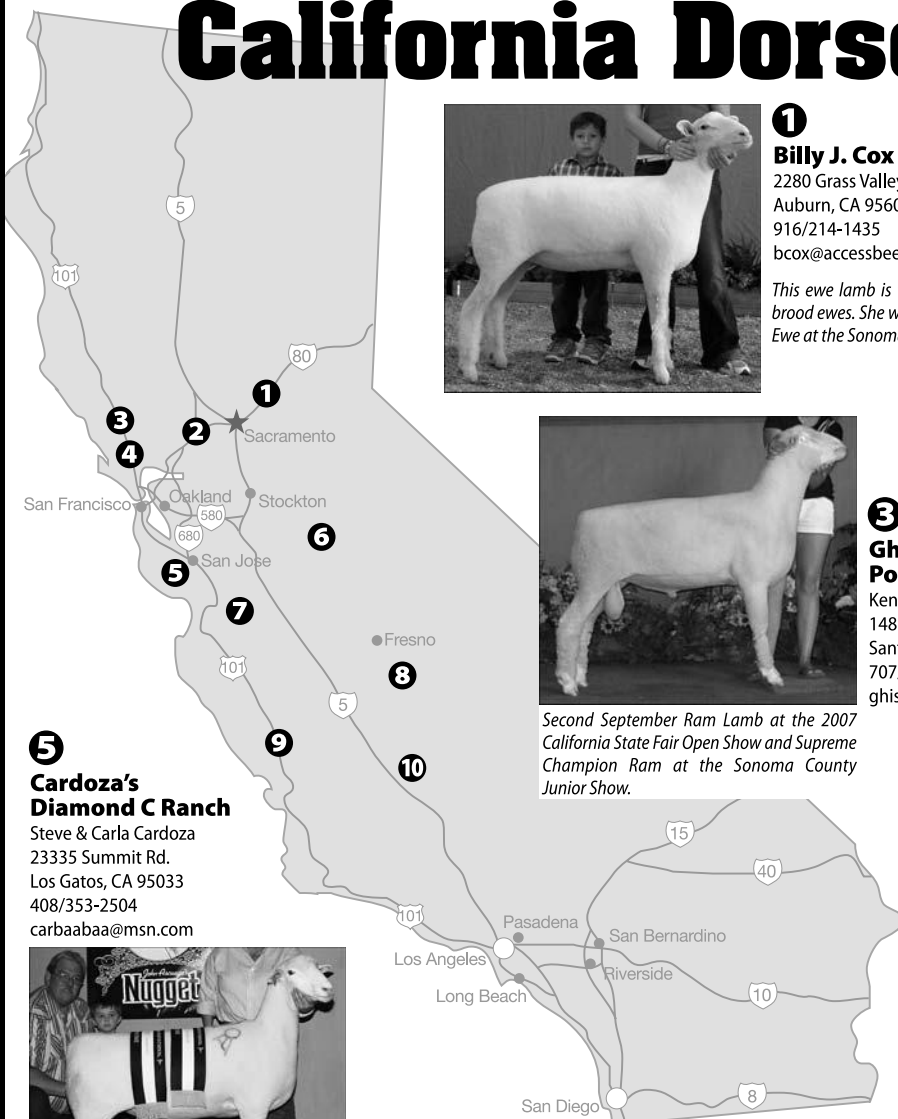 California Dorse
1
Billy J. Cox
2280 Grass Valley
Auburn, CA 9560
916/214-1435
bcox@accessbee
This ewe lamb is
brood ewes. She w
Ewe at the Sonoma
3
Gh
Po
Ken
148
San
707/
ghis
Second September Ram Lamb at the 2007
California State Fair Open Show and Supreme
Champion Ram at the Sonoma County
Junior Show.
5
Cardoza's
Diamond C Ranch
Steve & Carla Cardoza
23335 Summit Rd.
Los Gatos, CA 95033
408/353-2504
carbaabaa@msn.com
Nugget
5
101
80
1
3
2
Sacramento
4
San Francisco
Oakland
Stockton
580
6
680
San Jose
5
7
Fresno
101
8
5
9
10
15
40
101
Pasadena
San Bernardino
Los Angeles
Riverside
Long Beach
10
San Diego
8